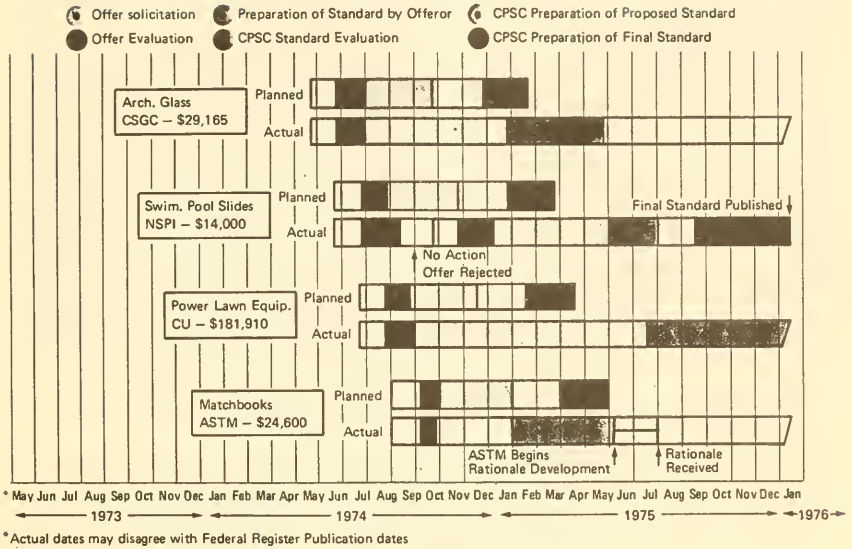 Offer solicitation Preparation of Standard by Offeror CPSC Preparation of Proposed Standard
Offer Evaluation CPSC Standard Evaluation CPSC Preparation of Final Standard
Arch. Glass
CSGC – $29,165
Planned
Actual
Swim. Pool Slides
NSPI – $14,000
Planned
Actual
Final Standard Published
No Action
Offer Rejected
Power Lawn Equip.
CU – $181,910
Planned
Actual
Matchbooks
ASTM – $24,600
Planned
Actual
ASTM Begins
Rationale Development
Rationale
Received
* May Jun Jul Aug Sep Oct Nov Dec Jan Feb Mar Apr May Jun Jul Aug Sep Oct Nov Dec Jan Feb Mar Apr May Jun Jul Aug Sep Oct Nov Dec Jan
1973 1974 1975 1976
*Actual dates may disagree with Federal Register Publication dates